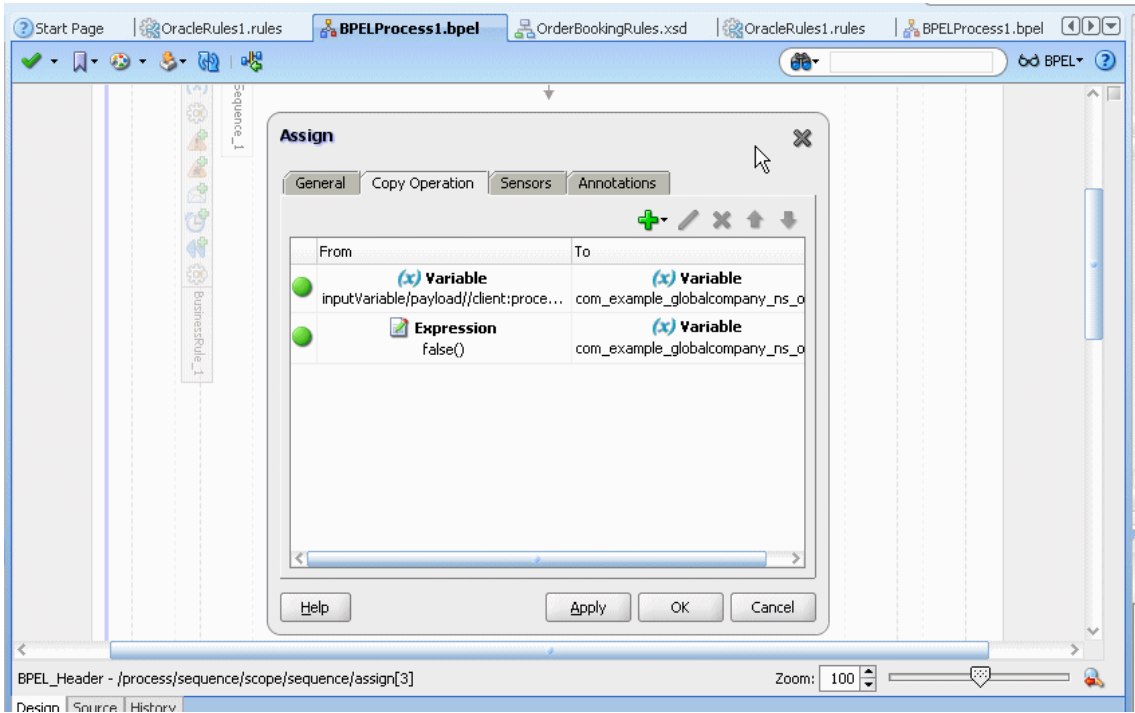 Start Page OracleRules1.rules BPELProcess1.bpel OrderBookingRules.xsd OracleRules1.rules BPELProcess1.bpel
BPEL
Sequence_1
Assign
General Copy Operation Sensors Annotations
From To
(x) Variable (x) Variable
inputVariable/payload//client:proce... com_example_globalcompany_ns_o
Expression (x) Variable
false() com_example_globalcompany_ns_o
BusinessRule_1
Help Apply OK Cancel
BPEL_Header - /process/sequence/scope/sequence/assign[3] Zoom: 100
Design Source History